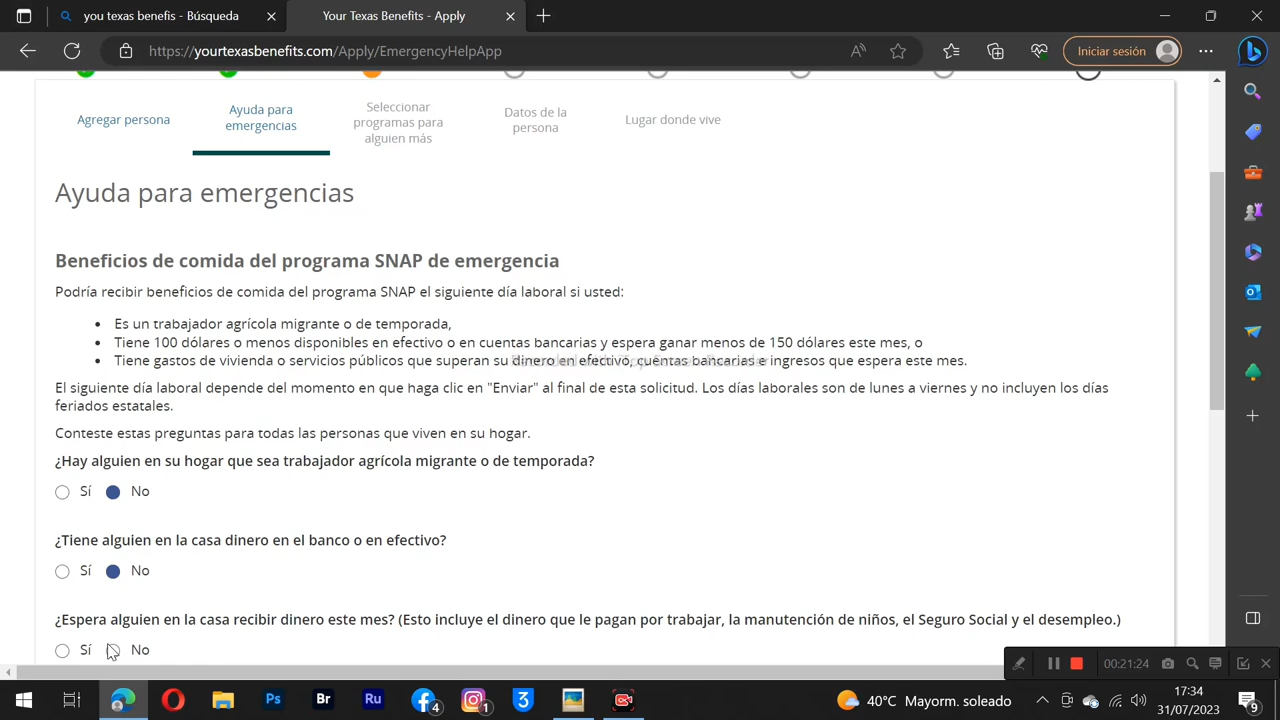 you texas benefis - Búsqueda
Your Texas Benefits - Apply
https://yourtexasbenefits.com/Apply/EmergencyHelpApp
Iniciar sesión
Agregar persona
Ayuda para
emergencias
Seleccionar
programas para
alguien más
Datos de la
persona
Lugar donde vive
Ayuda para emergencias
Beneficios de comida del programa SNAP de emergencia
Podría recibir beneficios de comida del programa SNAP el siguiente día laboral si usted:
• Es un trabajador agrícola migrante o de temporada,
• Tiene 100 dólares o menos disponibles en efectivo o en cuentas bancarias y espera ganar menos de 150 dólares este mes, o
• Tiene gastos de vivienda o servicios públicos que superan su dinero en efectivo, cuentas bancarias e ingresos que espera este mes.
El siguiente día laboral depende del momento en que haga clic en "Enviar" al final de esta solicitud. Los días laborales son de lunes a viernes y no incluyen los días
feriados estatales.
Conteste estas preguntas para todas las personas que viven en su hogar.
¿Hay alguien en su hogar que sea trabajador agrícola migrante o de temporada?
Sí No
¿Tiene alguien en la casa dinero en el banco o en efectivo?
Sí No
¿Espera alguien en la casa recibir dinero este mes? (Esto incluye el dinero que le pagan por trabajar, la manutención de niños, el Seguro Social y el desempleo.)
Sí No
00:21:24
Ps
Br
Ru
4
1
3
40°C Mayorm. soleado
17:34
31/07/2023
9